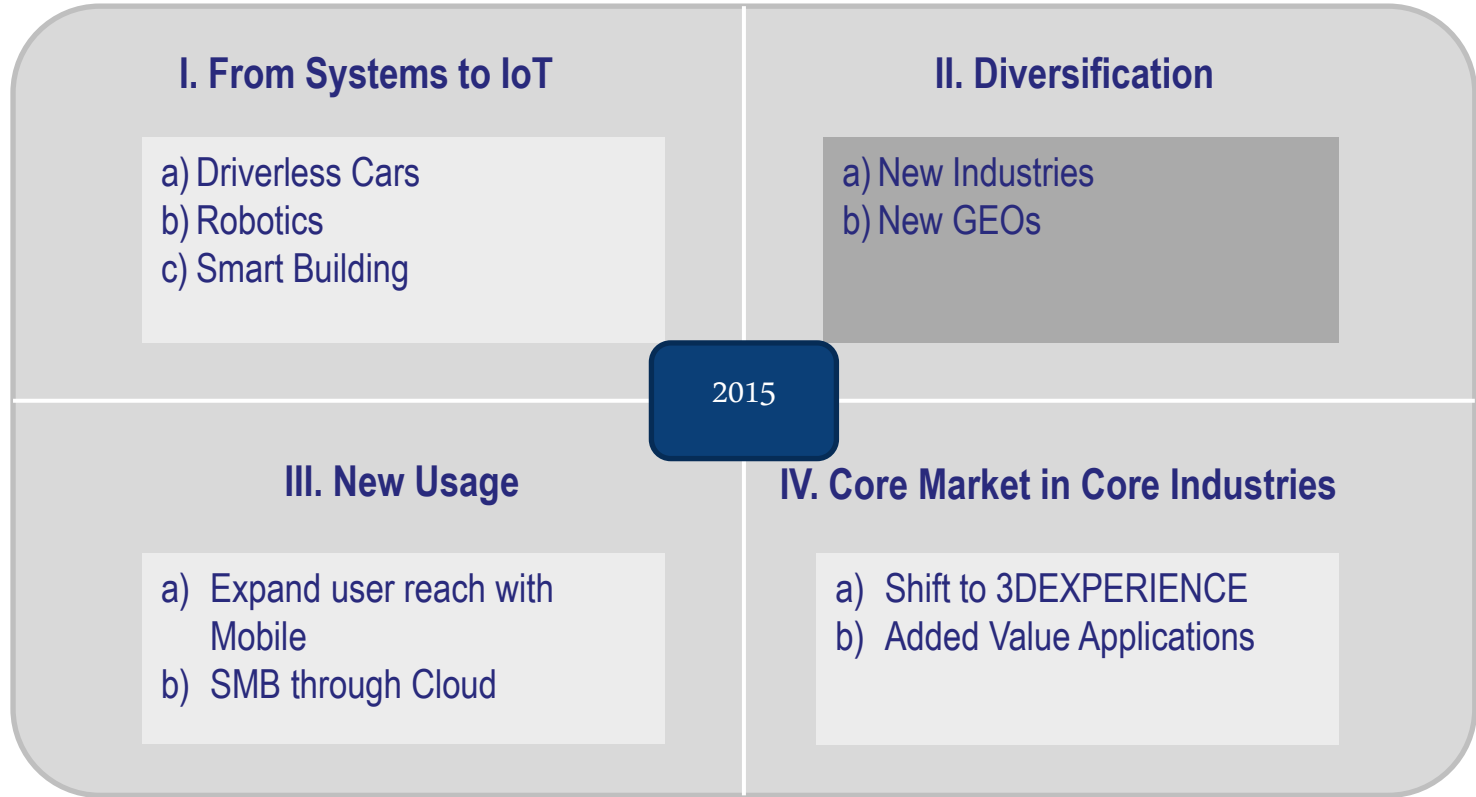 I. From Systems to IoT
a) Driverless Cars
b) Robotics
c) Smart Building
II. Diversification
a) New Industries
b) New GEOs
2015
III. New Usage
a) Expand user reach with
Mobile
b) SMB through Cloud
IV. Core Market in Core Industries
a) Shift to 3DEXPERIENCE
b) Added Value Applications